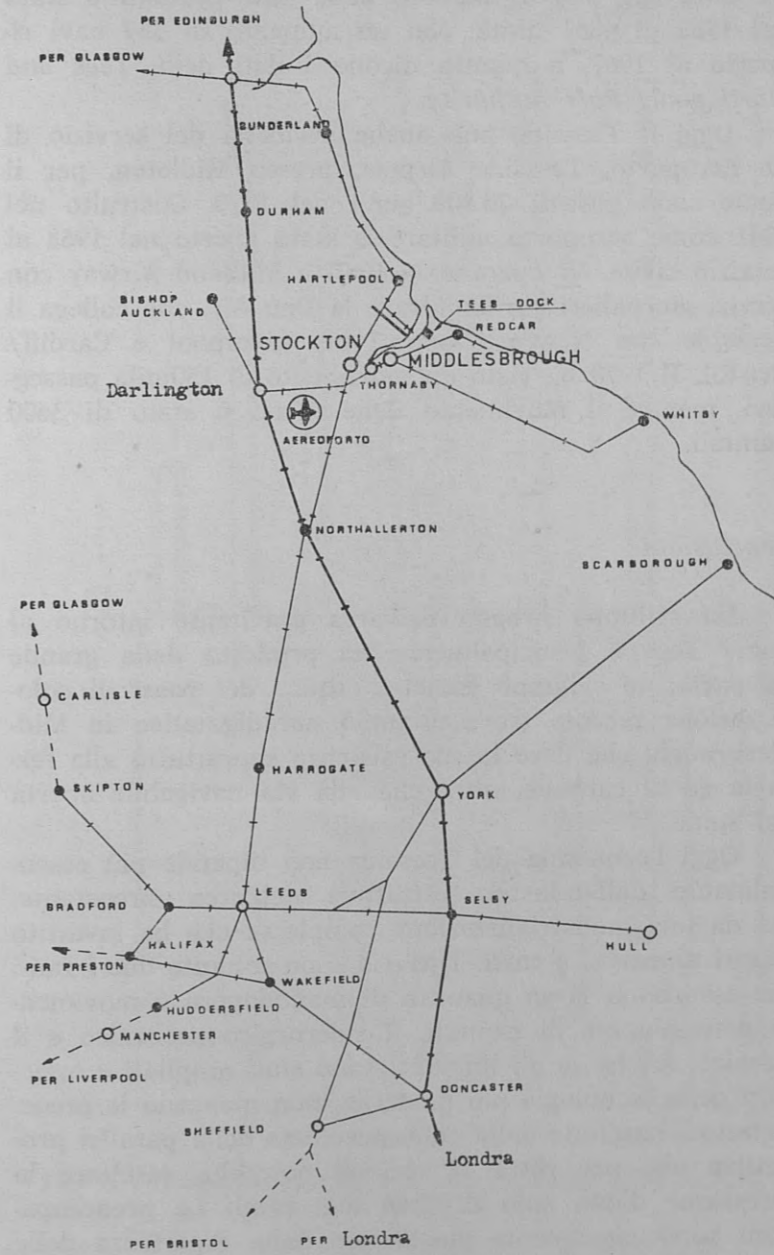 PER EDINBURGH
PER GLASGOW
SUNDERLAND
DURHAM
HARTLEPOOL
BISHOP
AUCKLAND
TEES DOCK
REDCAR
STOCKTON
MIDDLESBROUGH
THORNABY
Darlington
WHITBY
AEREOPORTO
NORTHALLERTON
SCARBOROUGH
PER GLASGOW
CARLISLE
HARROGATE
SKIPTON
YORK
LEEDS
BRADFORD
SELBY
HULL
HALIFAX
PER PRESTON
WAKEFIELD
HUDDERSFIELD
MANCHESTER
PER LIVERPOOL
DONCASTER
SHEFFIELD
Londra
PER BRISTOL
PER Londra